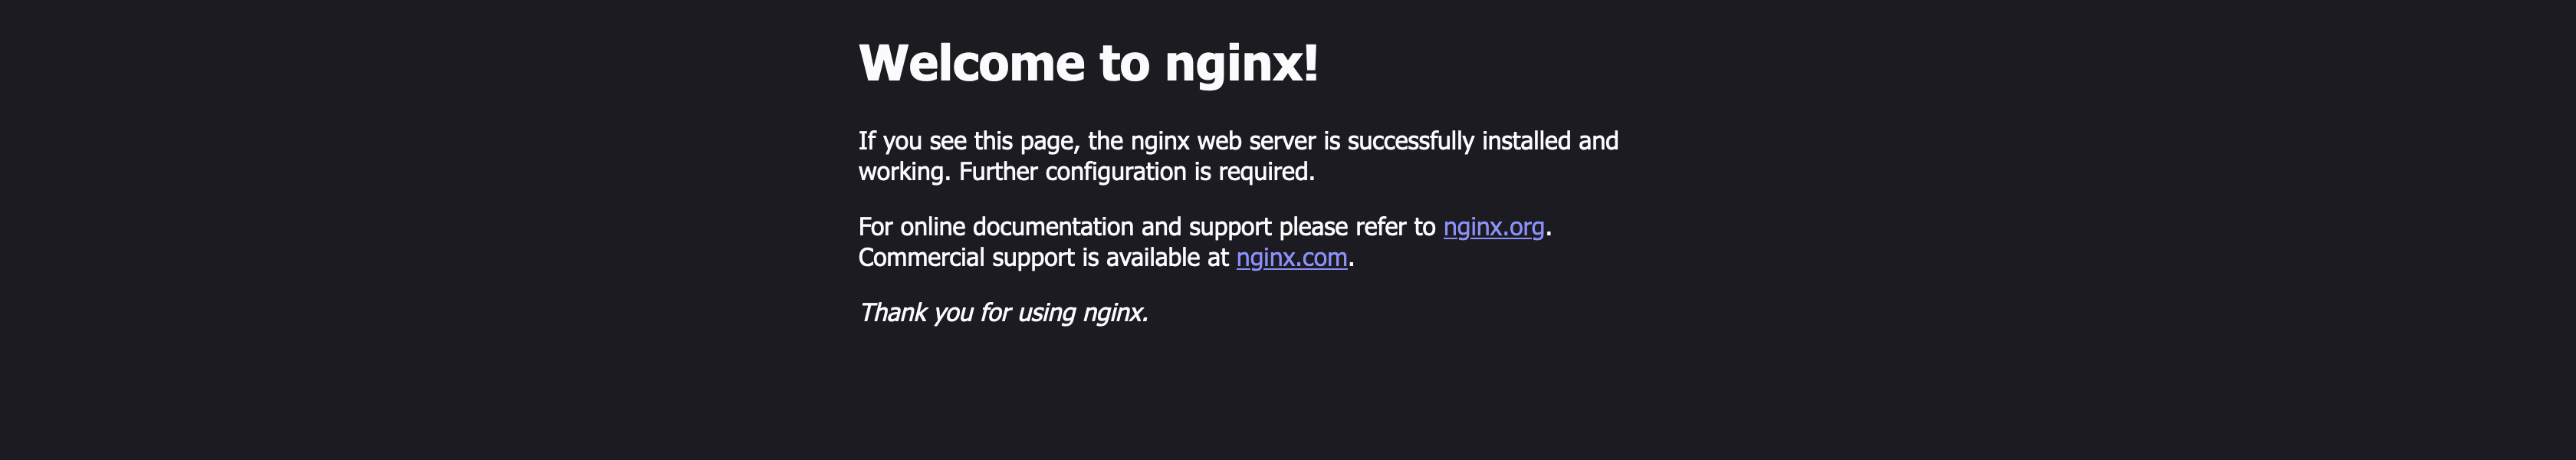 Welcome to nginx!
If you see this page, the nginx web server is successfully installed and
working. Further configuration is required.
For online documentation and support please refer to nginx.org.
Commercial support is available at nginx.com.
Thank you for using nginx.